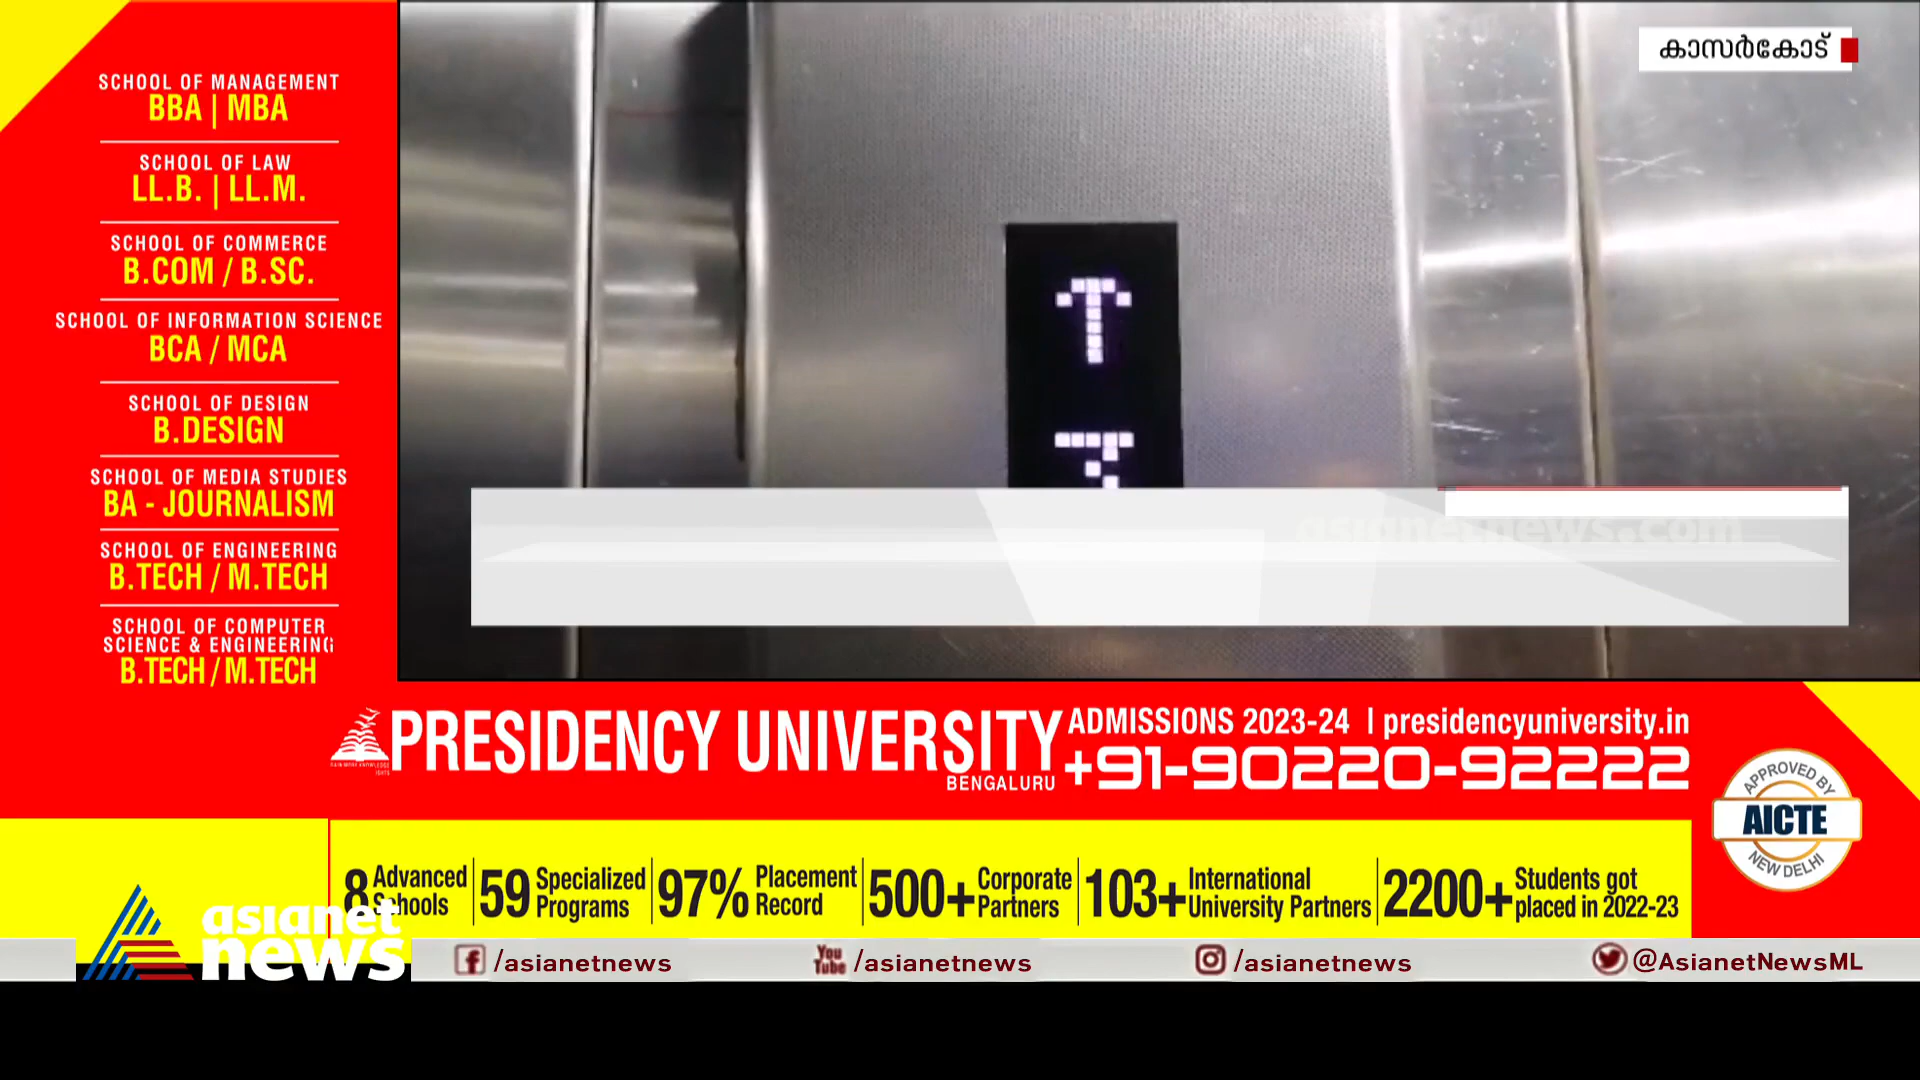 SCHOOL OF MANAGEMENT
BBA | MBA
SCHOOL OF LAW
LL.B. | LL.M.
SCHOOL OF COMMERCE
B.COM / B.SC.
SCHOOL OF INFORMATION SCIENCE
BCA / MCA
SCHOOL OF DESIGN
B.DESIGN
SCHOOL OF MEDIA STUDIES
BA - JOURNALISM
SCHOOL OF ENGINEERING
B.TECH / M.TECH
SCHOOL OF COMPUTER
SCIENCE & ENGINEERING
B.TECH / M.TECH
കാസർകോട്
asianetnews.com
PRESIDENCY UNIVERSITY
BENGALURU
ADMISSIONS 2023-24 | presidencyuniversity.in
+91-90220-92222
APPROVED BY
AICTE
NEW DELHI
8 Advanced Schools
59 Specialized Programs
97% Placement Record
500+ Corporate Partners
103+ International University Partners
2200+ Students got placed in 2022-23
asianet
news
/asianetnews
You
Tube
/asianetnews
/asianetnews
@AsianetNewsML